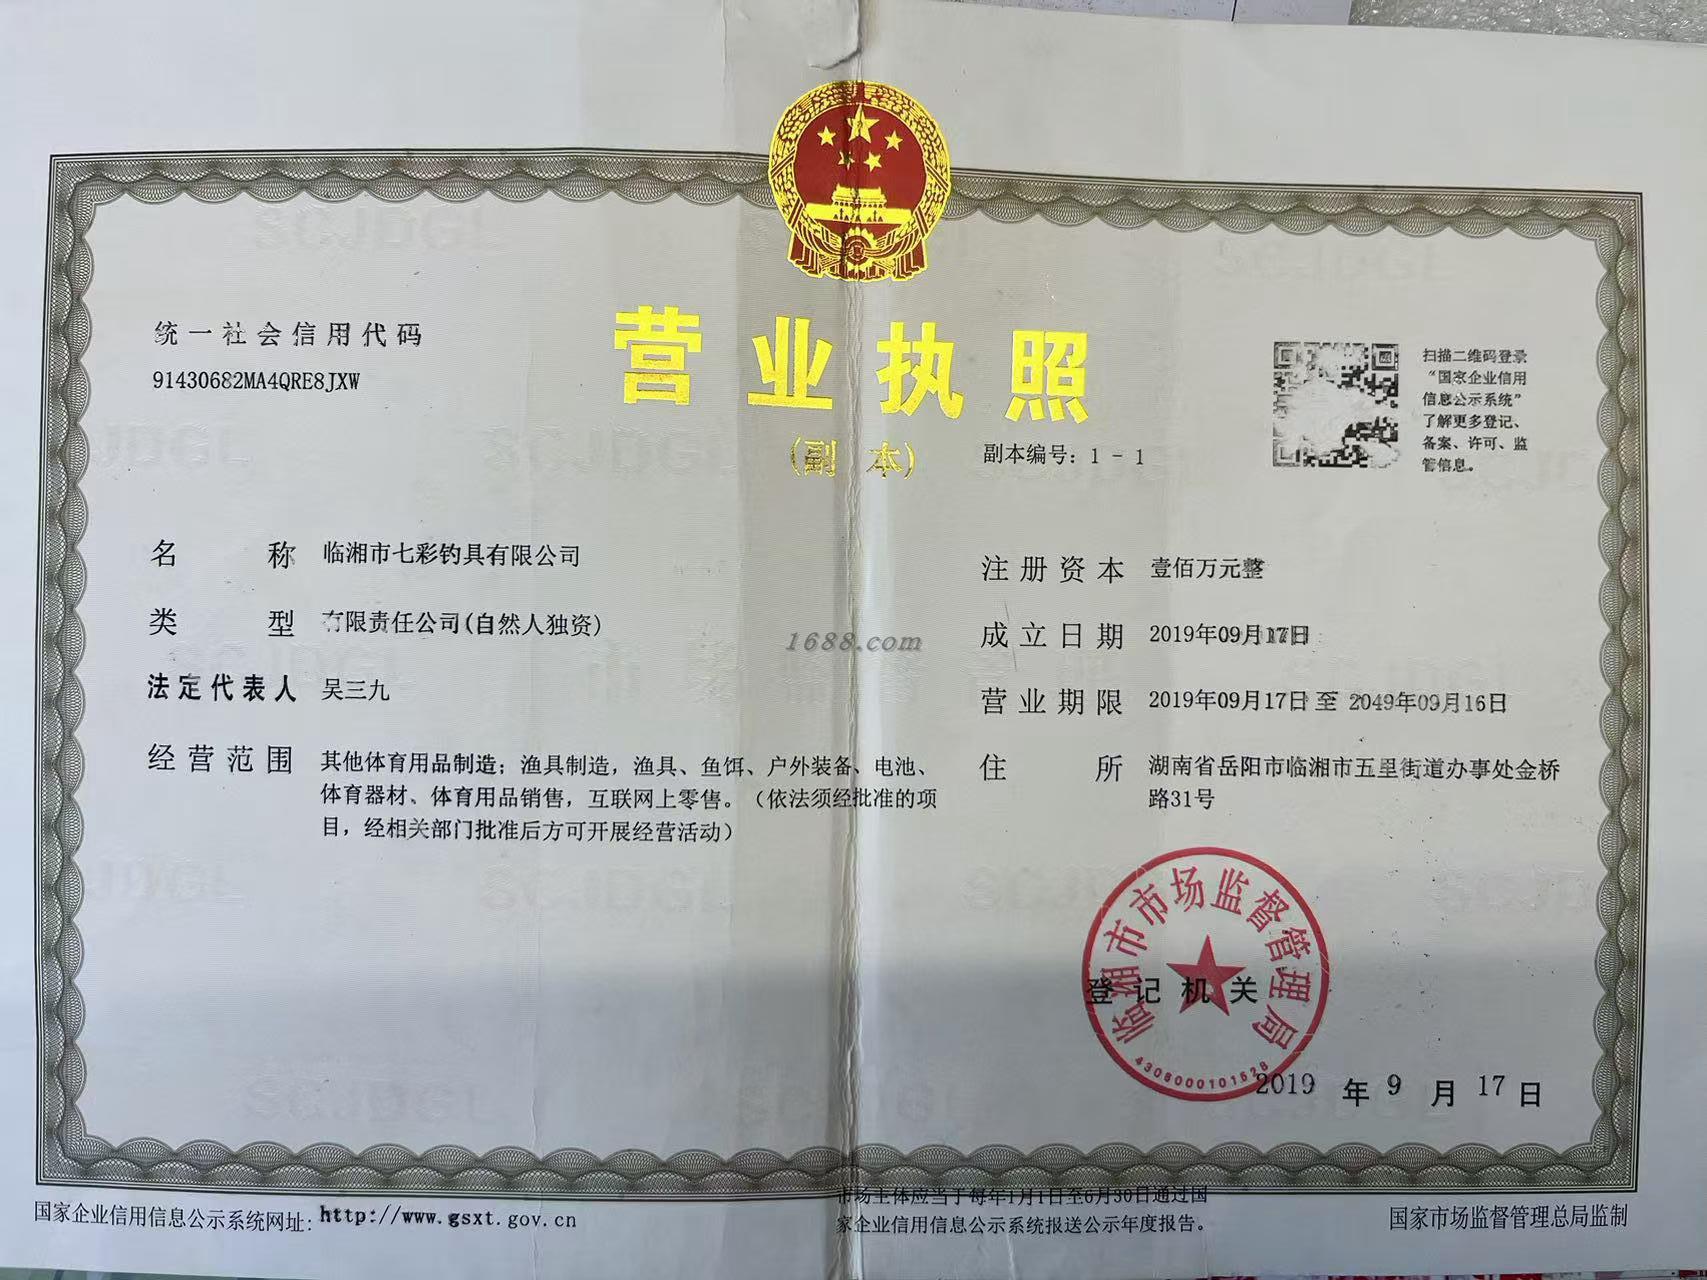 统一社会信用代码
91430682MA4QRE8JXW
营业执照
(副 本)
副本编号: 1 - 1
扫描二维码登录
“国家企业信用
信息公示系统”
了解更多登记、
备案、许可、监
管信息。
名 称 临湘市七彩钓具有限公司
类 型 有限责任公司(自然人独资)
法定代表人 吴三九
经营范围 其他体育用品制造；渔具制造，渔具、鱼饵、户外装备、电池、
体育器材、体育用品销售，互联网上零售。（依法须经批准的项
目，经相关部门批准后方可开展经营活动）
注册资本 壹佰万元整
成立日期 2019年09月17日
营业期限 2019年09月17日 至 2049年09月16日
住 所 湖南省岳阳市临湘市五里街道办事处金桥
路31号
1688.com
临湘市市场监督管理局
登记机关
4306000101628
2019 年 9 月 17 日
国家企业信用信息公示系统网址: http://www.gsxt.gov.cn
市场主体应当于每年1月1日至6月30日通过国
家企业信用信息公示系统报送公示年度报告。
国家市场监督管理总局监制